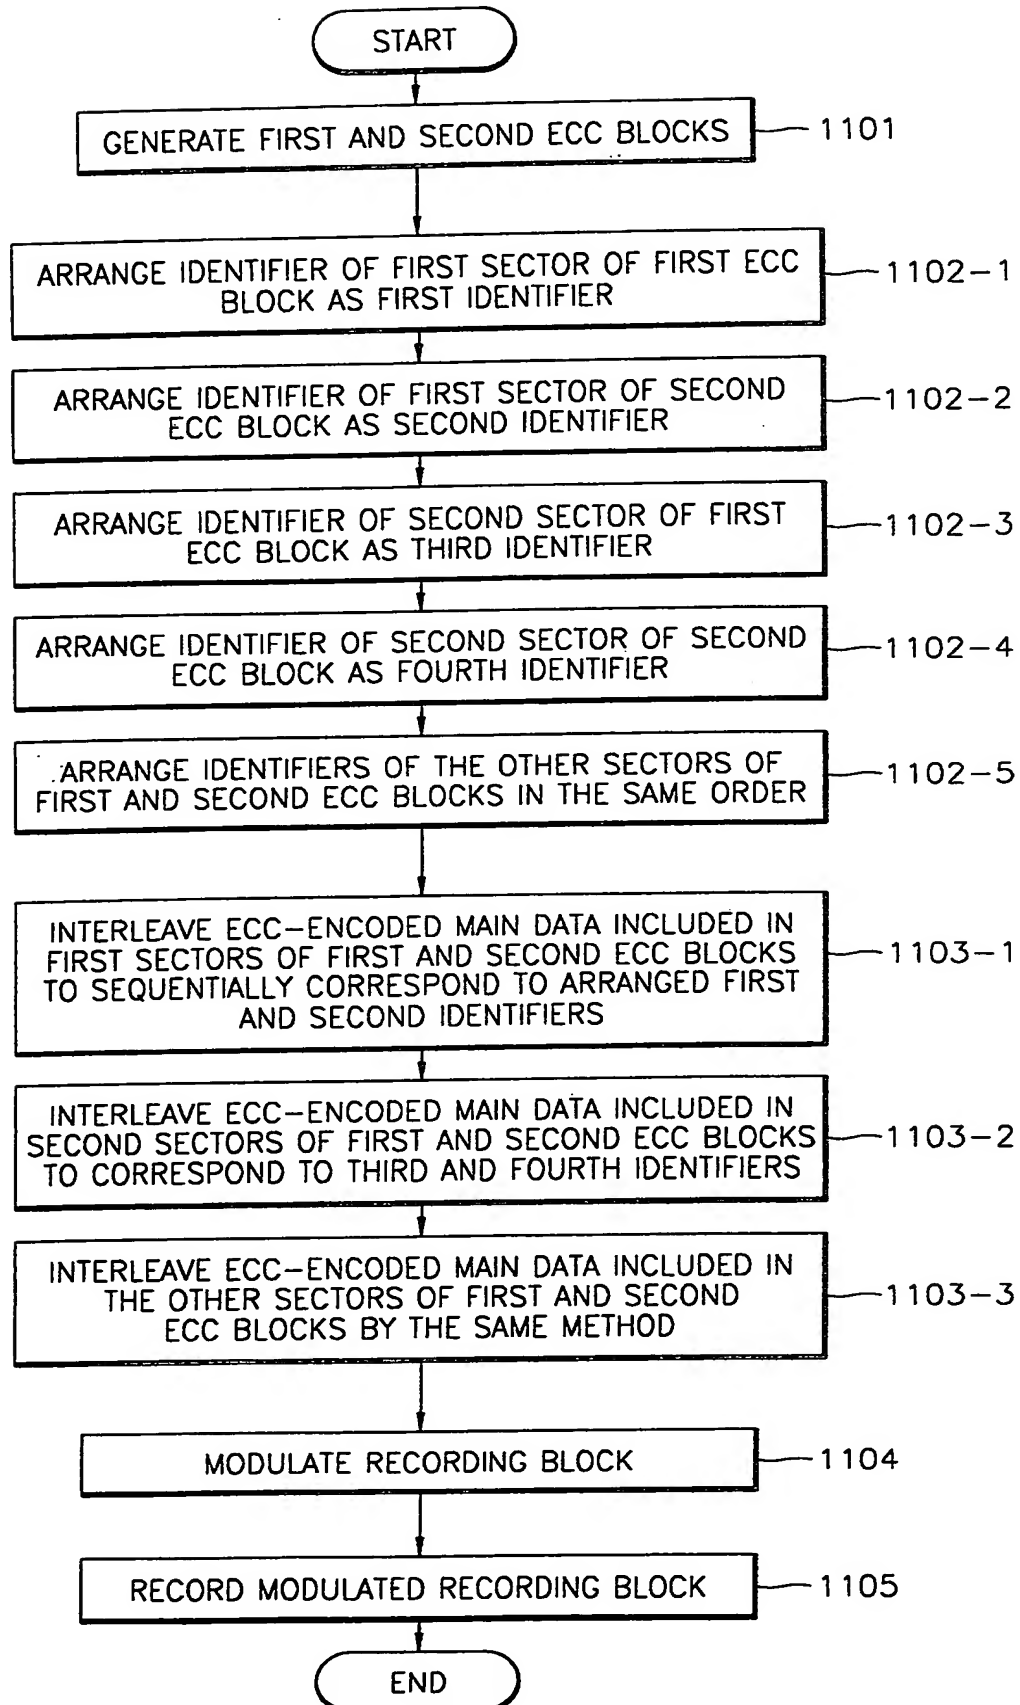 START
GENERATE FIRST AND SECOND ECC BLOCKS
1101
ARRANGE IDENTIFIER OF FIRST SECTOR OF FIRST ECC
BLOCK AS FIRST IDENTIFIER
1102-1
ARRANGE IDENTIFIER OF FIRST SECTOR OF SECOND
ECC BLOCK AS SECOND IDENTIFIER
1102-2
ARRANGE IDENTIFIER OF SECOND SECTOR OF FIRST
ECC BLOCK AS THIRD IDENTIFIER
1102-3
ARRANGE IDENTIFIER OF SECOND SECTOR OF SECOND
ECC BLOCK AS FOURTH IDENTIFIER
1102-4
ARRANGE IDENTIFIERS OF THE OTHER SECTORS OF
FIRST AND SECOND ECC BLOCKS IN THE SAME ORDER
1102-5
INTERLEAVE ECC-ENCODED MAIN DATA INCLUDED IN
FIRST SECTORS OF FIRST AND SECOND ECC BLOCKS
TO SEQUENTIALLY CORRESPOND TO ARRANGED FIRST
AND SECOND IDENTIFIERS
1103-1
INTERLEAVE ECC-ENCODED MAIN DATA INCLUDED IN
SECOND SECTORS OF FIRST AND SECOND ECC BLOCKS
TO CORRESPOND TO THIRD AND FOURTH IDENTIFIERS
1103-2
INTERLEAVE ECC-ENCODED MAIN DATA INCLUDED IN
THE OTHER SECTORS OF FIRST AND SECOND
ECC BLOCKS BY THE SAME METHOD
1103-3
MODULATE RECORDING BLOCK
1104
RECORD MODULATED RECORDING BLOCK
1105
END